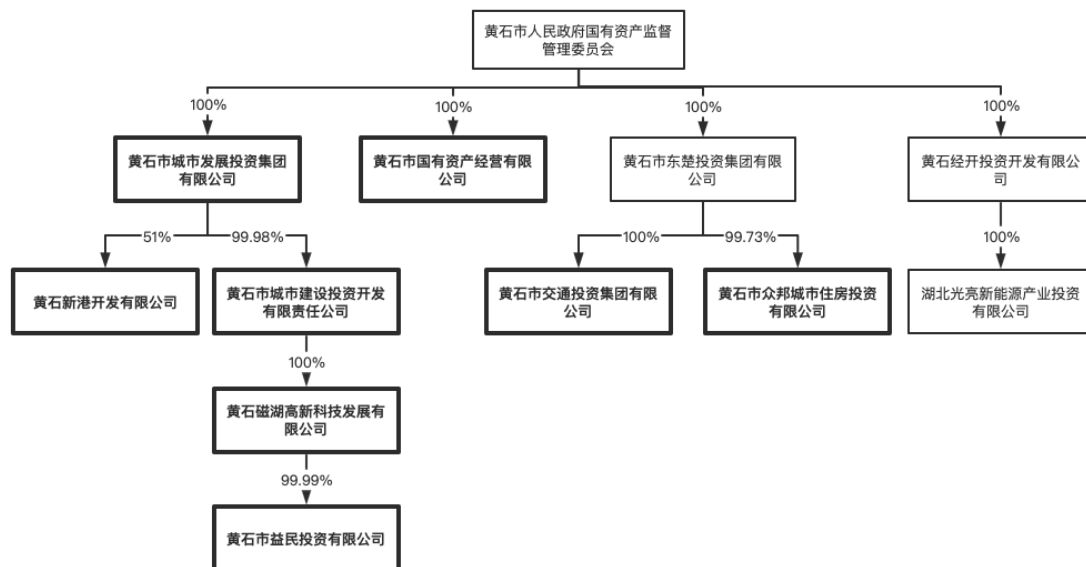 黄石市人民政府国有资产监督
管理委员会
100%
100%
100%
100%
黄石市城市发展投资集团
有限公司
黄石市国有资产经营有限
公司
黄石市东楚投资集团有限
公司
黄石经开投资开发有限公
司
51%
99.98%
100%
99.73%
100%
黄石新港开发有限公司
黄石市城市建设投资开发
有限责任公司
黄石市交通投资集团有限
公司
黄石市众邦城市住房投资
有限公司
湖北光亮新能源产业投资
有限公司
100%
黄石磁湖高新科技发展有
限公司
99.99%
黄石市益民投资有限公司